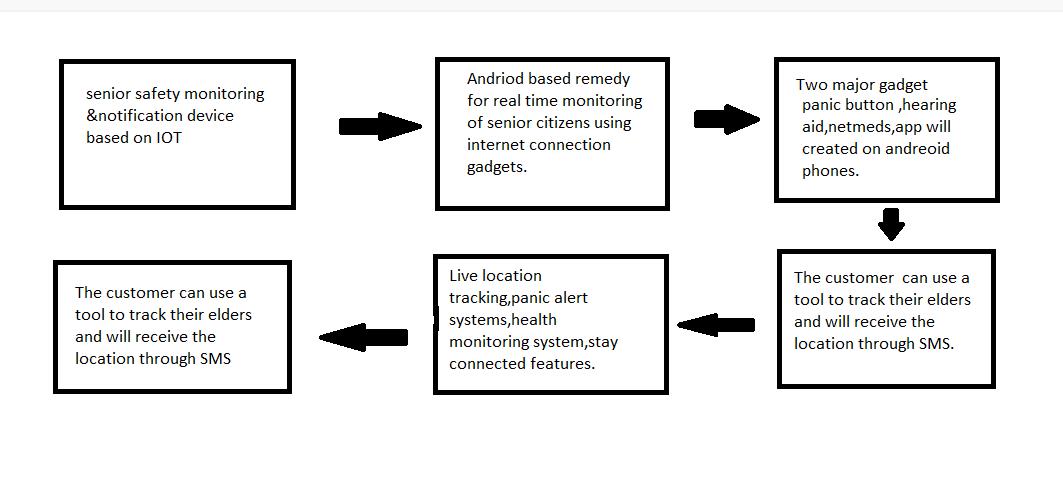 senior safety monitoring
&notification device
based on IOT
Andriod based remedy
for real time monitoring
of senior citizens using
internet connection
gadgets.
Two major gadget
panic button ,hearing
aid,netmeds,app will
created on andreoid
phones.
The customer  can use a
tool to track their elders
and will receive the
location through SMS.
Live location
tracking,panic alert
systems,health
monitoring system,stay
connected features.
The customer can use a
tool to track their elders
and will receive the
location through SMS